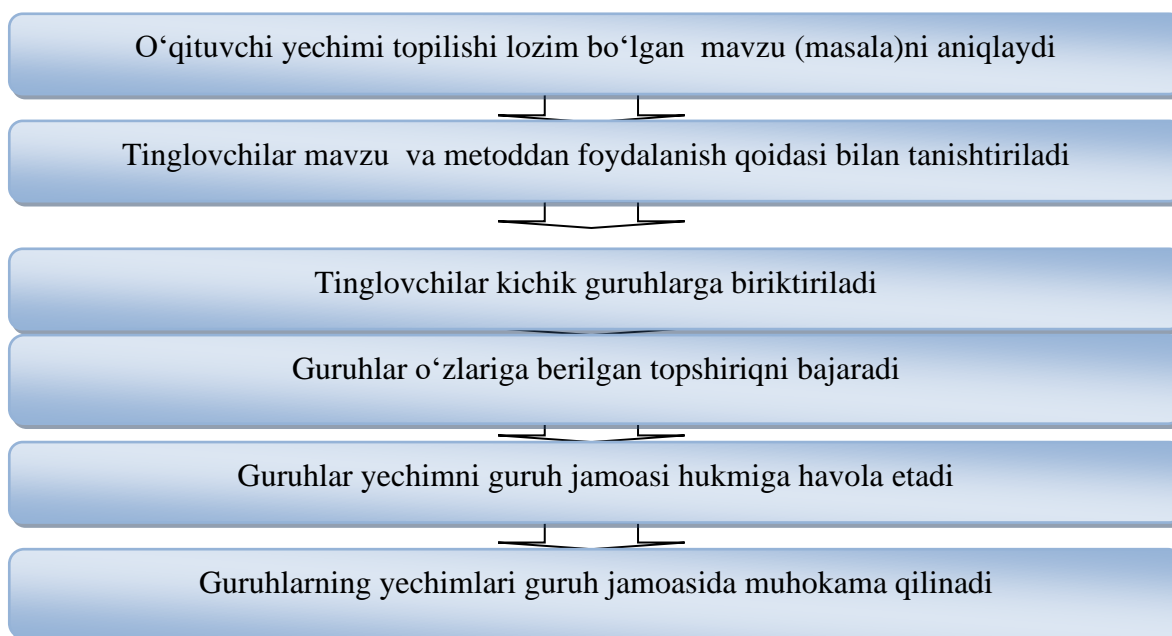 O‘qituvchi yechimi topilishi lozim bo‘lgan mavzu (masala)ni aniqlaydi
Tinglovchilar mavzu va metoddan foydalanish qoidasi bilan tanishtiriladi
Tinglovchilar kichik guruhlarga biriktiriladi
Guruhlar o‘zlariga berilgan topshiriqni bajaradi
Guruhlar yechimni guruh jamoasi hukmiga havola etadi
Guruhlarning yechimlari guruh jamoasida muhokama qilinadi